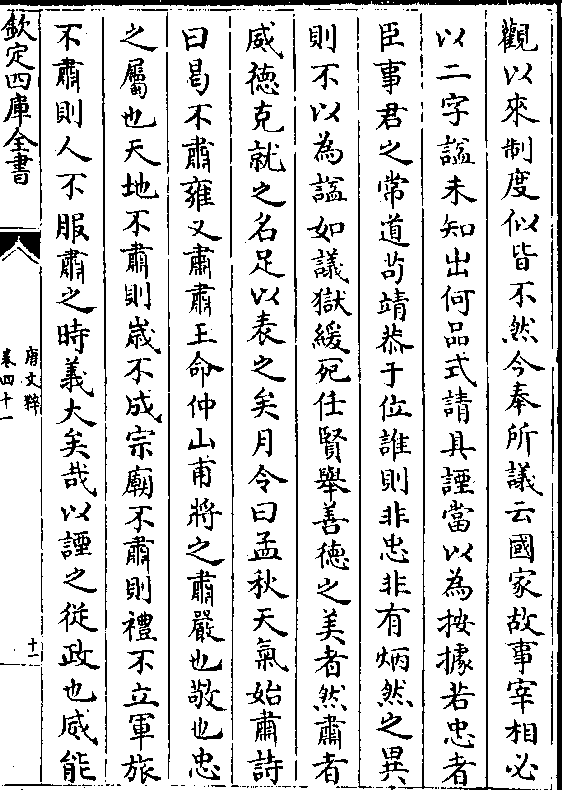 觀以來制度似皆不然今奉所議云國家故事宰相必
以二字諡未知出何品式請具諲當以為按據若忠者
臣事君之常道苟靖恭于位誰則非忠非有炳然之異
則不以為諡如議獄緩死任賢舉善德之美者然肅者
威德克就之名足以表之矣月令曰孟秋天氣始肅詩
曰曷不肅雍又肅肅王命仲山甫將之肅嚴也敬也忠
之屬也天地不肅則嵗不成宗廟不肅則禮不立軍旅
不肅則人不服肅之時義大矣哉以諲之從政也威能
欽定四庫全書
唐文粹
卷四十一
十一